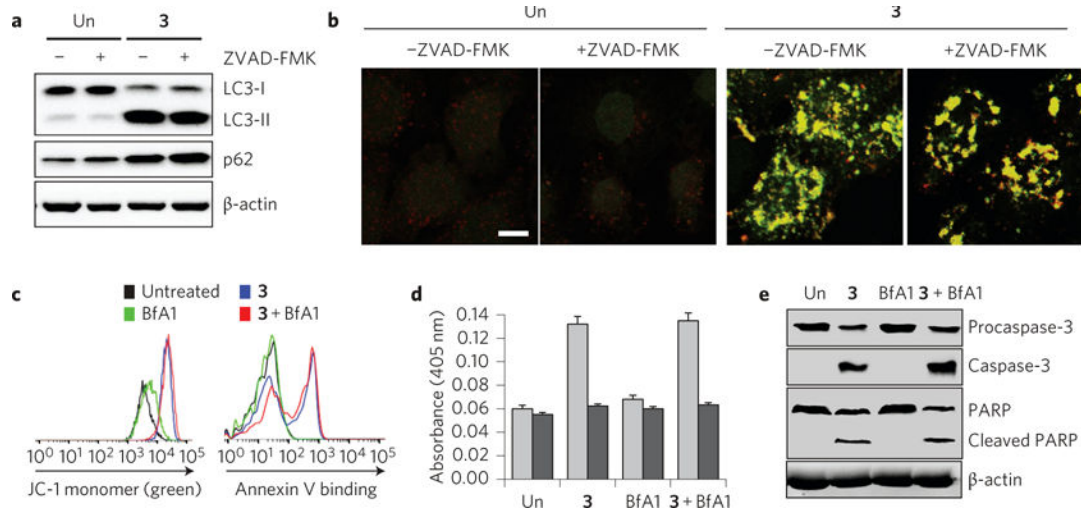 a
Un 3
− + − + ZVAD-FMK
LC3-I
LC3-II
p62
β-actin
b
Un 3
−ZVAD-FMK +ZVAD-FMK −ZVAD-FMK +ZVAD-FMK
c
Untreated 3
BfA1 3 + BfA1
10⁰ 10¹ 10² 10³ 10⁴ 10⁵ 10⁰ 10¹ 10² 10³ 10⁴ 10⁵
JC-1 monomer (green) Annexin V binding
d
Absorbance (405 nm)
0.14
0.12
0.10
0.08
0.06
0.04
0.02
0.00
Un 3 BfA1 3 + BfA1
e
Un 3 BfA1 3 + BfA1
Procaspase-3
Caspase-3
PARP
Cleaved PARP
β-actin